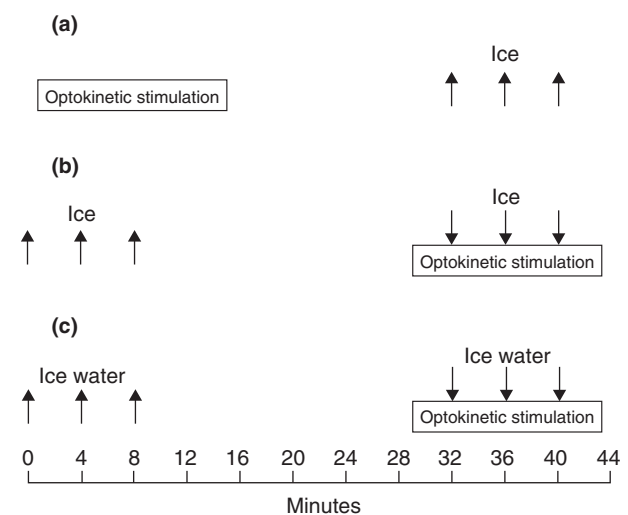 (a)
Ice
Optokinetic stimulation
(b)
Ice
Ice
Optokinetic stimulation
(c)
Ice water
Ice water
Optokinetic stimulation
0 4 8 12 16 20 24 28 32 36 40 44
Minutes